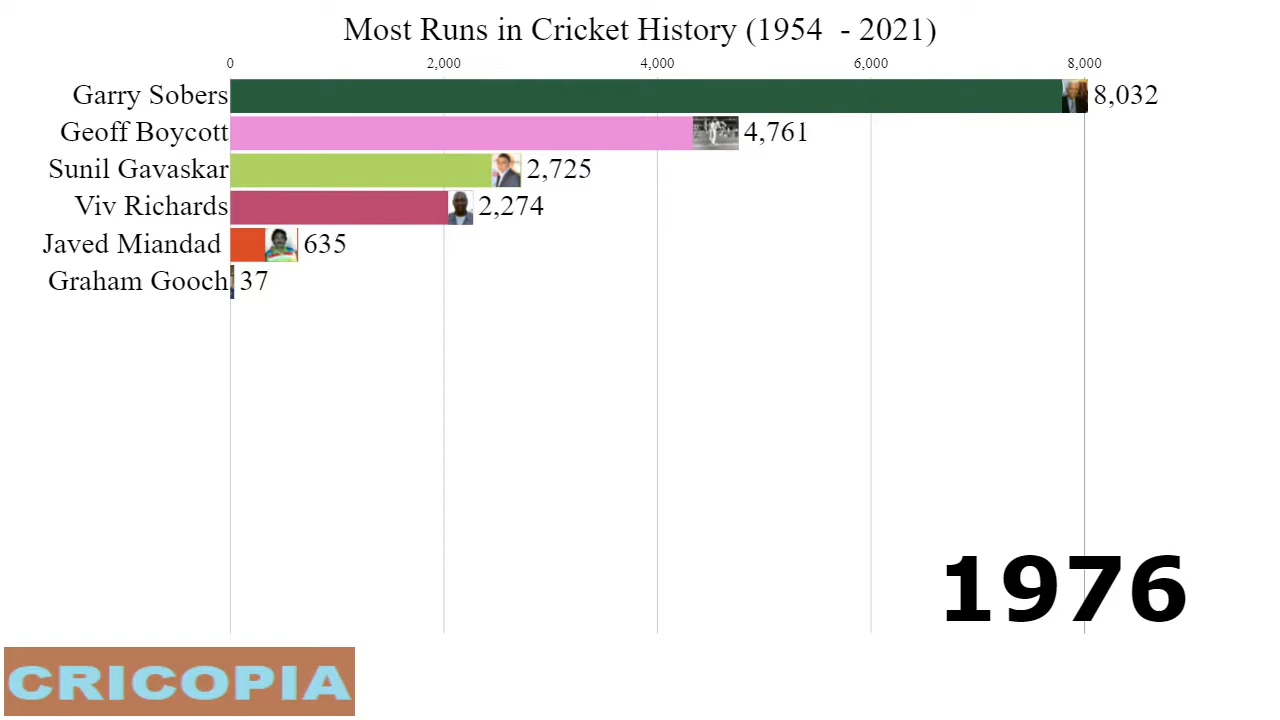 Most Runs in Cricket History (1954 - 2021)
0 2,000 4,000 6,000 8,000
Garry Sobers 8,032
Geoff Boycott 4,761
Sunil Gavaskar 2,725
Viv Richards 2,274
Javed Miandad 635
Graham Gooch 37
1976
CRICOPIA